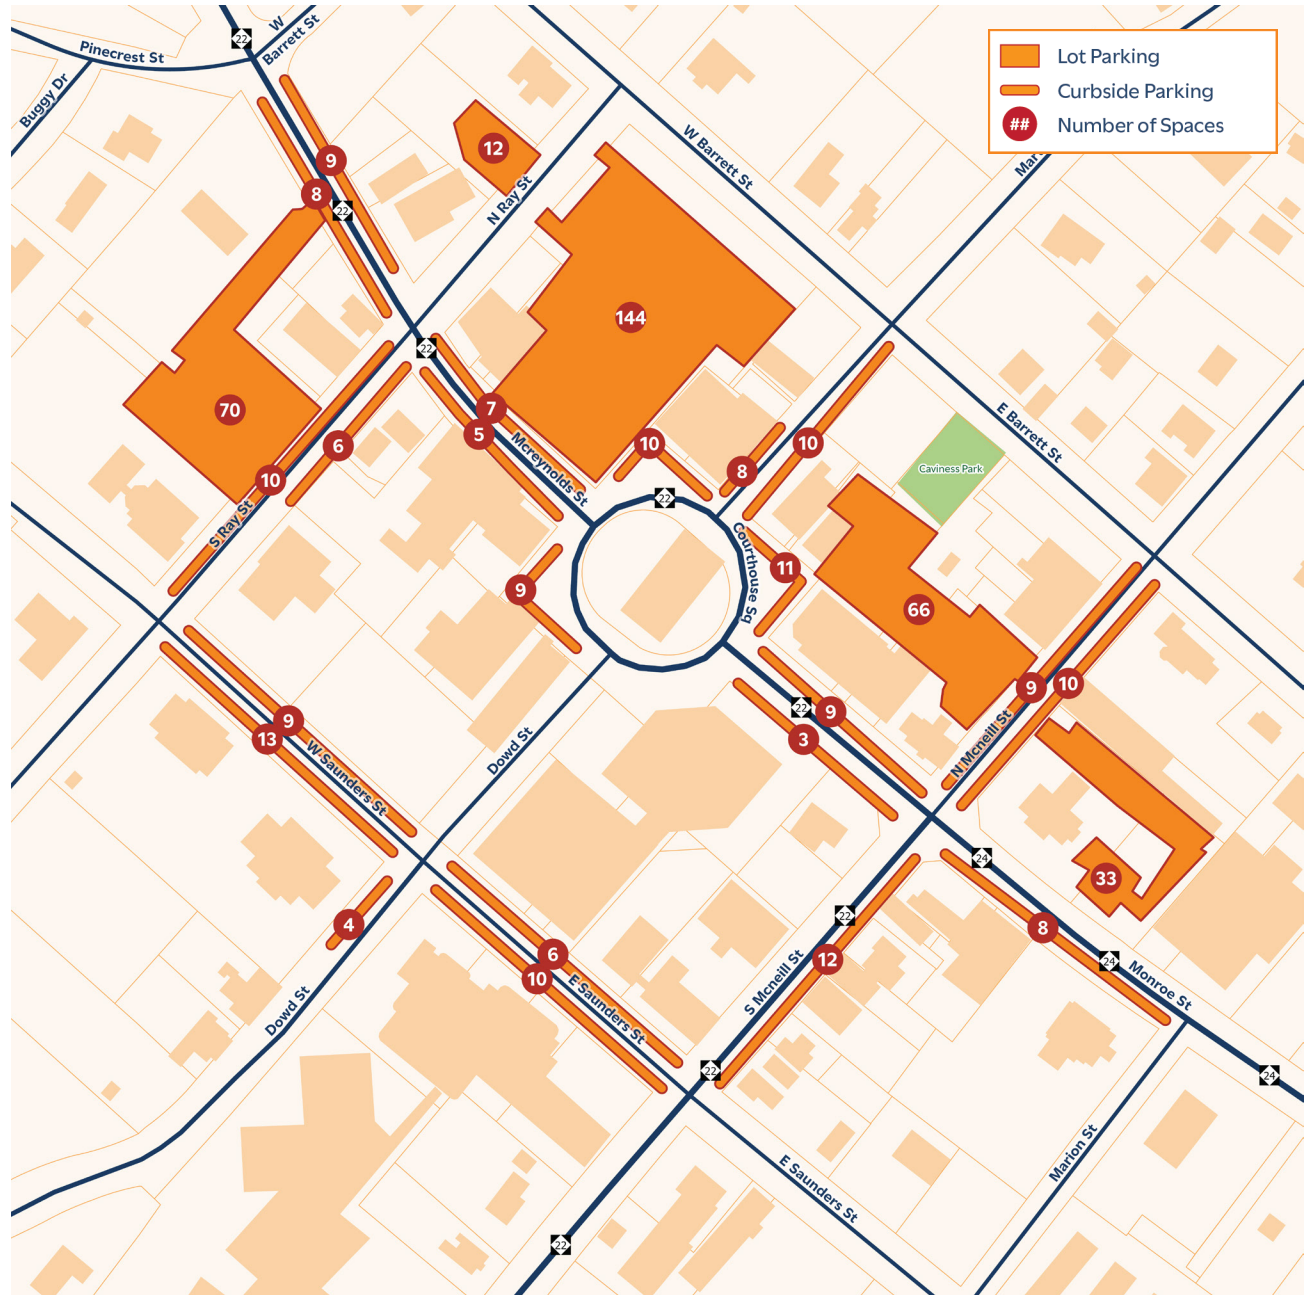 22
W
Barrett St
Pinecrest St
Buggy Dr
Lot Parking
Curbside Parking
## Number of Spaces
W Barrett St
Mar
12
9
8
22
N Ray St
144
22
70
7
5
6
10
10
8
10
Mcreynolds St
E Barrett St
Caviness Park
10
S Ray St
22
Courthouse Sq
11
9
66
9
10
22
9
3
9
13
N Mcneill St
W Saunders St
Dowd St
24
33
22
4
8
6
12
24
10
S Mcneill St
Monroe St
E Saunders St
Dowd St
22
24
Marion St
E Saunders St
22